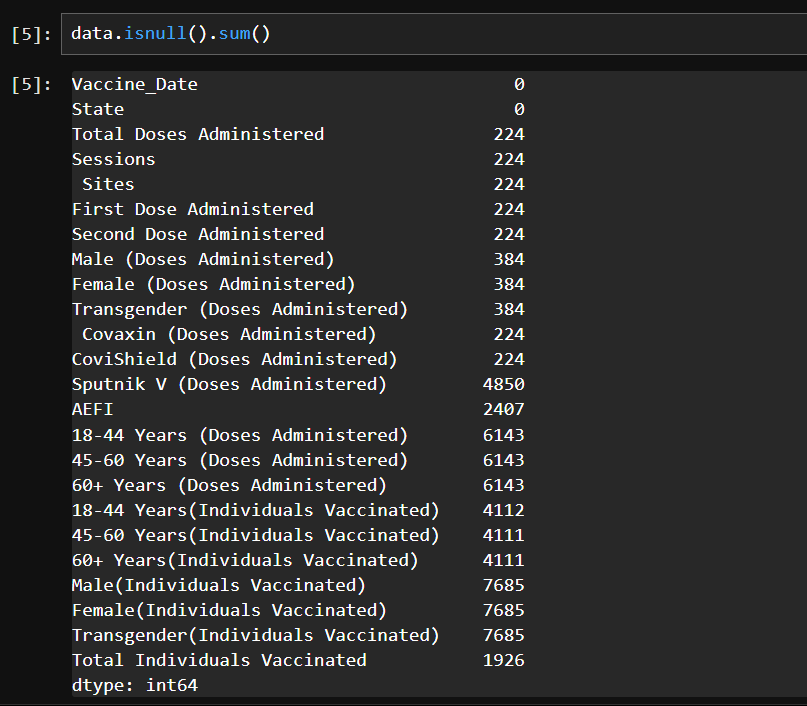 [5]: data.isnull().sum()
[5]: Vaccine_Date 0
State 0
Total Doses Administered 224
Sessions 224
 Sites 224
First Dose Administered 224
Second Dose Administered 224
Male (Doses Administered) 384
Female (Doses Administered) 384
Transgender (Doses Administered) 384
 Covaxin (Doses Administered) 224
CoviShield (Doses Administered) 224
Sputnik V (Doses Administered) 4850
AEFI 2407
18-44 Years (Doses Administered) 6143
45-60 Years (Doses Administered) 6143
60+ Years (Doses Administered) 6143
18-44 Years(Individuals Vaccinated) 4112
45-60 Years(Individuals Vaccinated) 4111
60+ Years(Individuals Vaccinated) 4111
Male(Individuals Vaccinated) 7685
Female(Individuals Vaccinated) 7685
Transgender(Individuals Vaccinated) 7685
Total Individuals Vaccinated 1926
dtype: int64